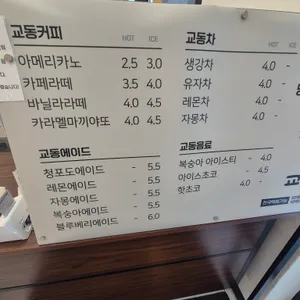 교동커피 HOT ICE
아메리카노 2.5 3.0
카페라떼 3.5 4.0
바닐라라떼 4.0 4.5
카라멜마끼야또 4.0 4.5
교동차 HOT ICE
생강차 4.0 -
유자차 4.0 -
레몬차 4.0 -
자몽차 4.0 -
교동에이드
청포도에이드 - 5.5
레몬에이드 - 5.5
자몽에이드 - 5.5
복숭아에이드 - 5.5
블루베리에이드 - 6.0
교동음료
복숭아 아이스티 - 4.0
아이스초코 - 4.5
핫초코 4.0 -